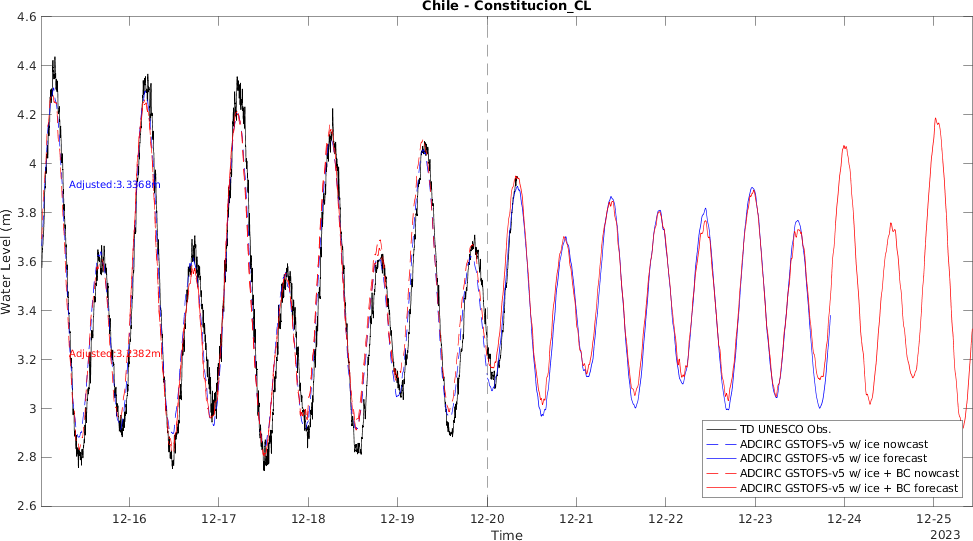 Chile - Constitucion_CL
Water Level (m)
4.6
4.4
4.2
4
3.8
3.6
3.4
3.2
3
2.8
2.6
Adjusted:3.3368m
Adjusted:3.2382m
TD UNESCO Obs.
ADCIRC GSTOFS-v5 w/ ice nowcast
ADCIRC GSTOFS-v5 w/ ice forecast
ADCIRC GSTOFS-v5 w/ ice + BC nowcast
ADCIRC GSTOFS-v5 w/ ice + BC forecast
12-16 12-17 12-18 12-19 12-20 12-21 12-22 12-23 12-24 12-25
Time
2023